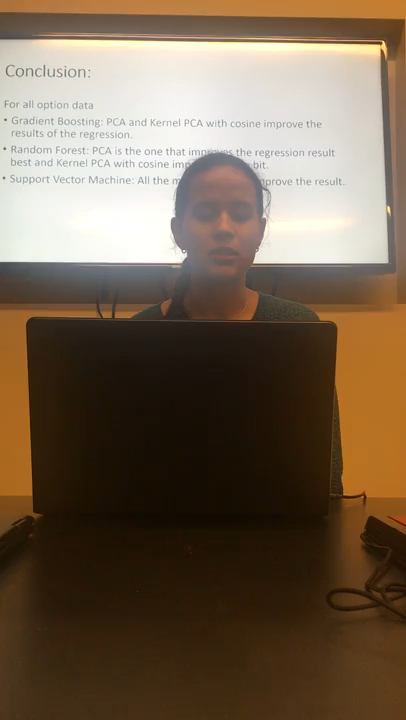 Conclusion:
For all option data
• Gradient Boosting: PCA and Kernel PCA with cosine improve the
results of the regression.
• Random Forest: PCA is the one that improves the regression result
best and Kernel PCA with cosine bit.
• Support Vector Machine: All the improve the result.